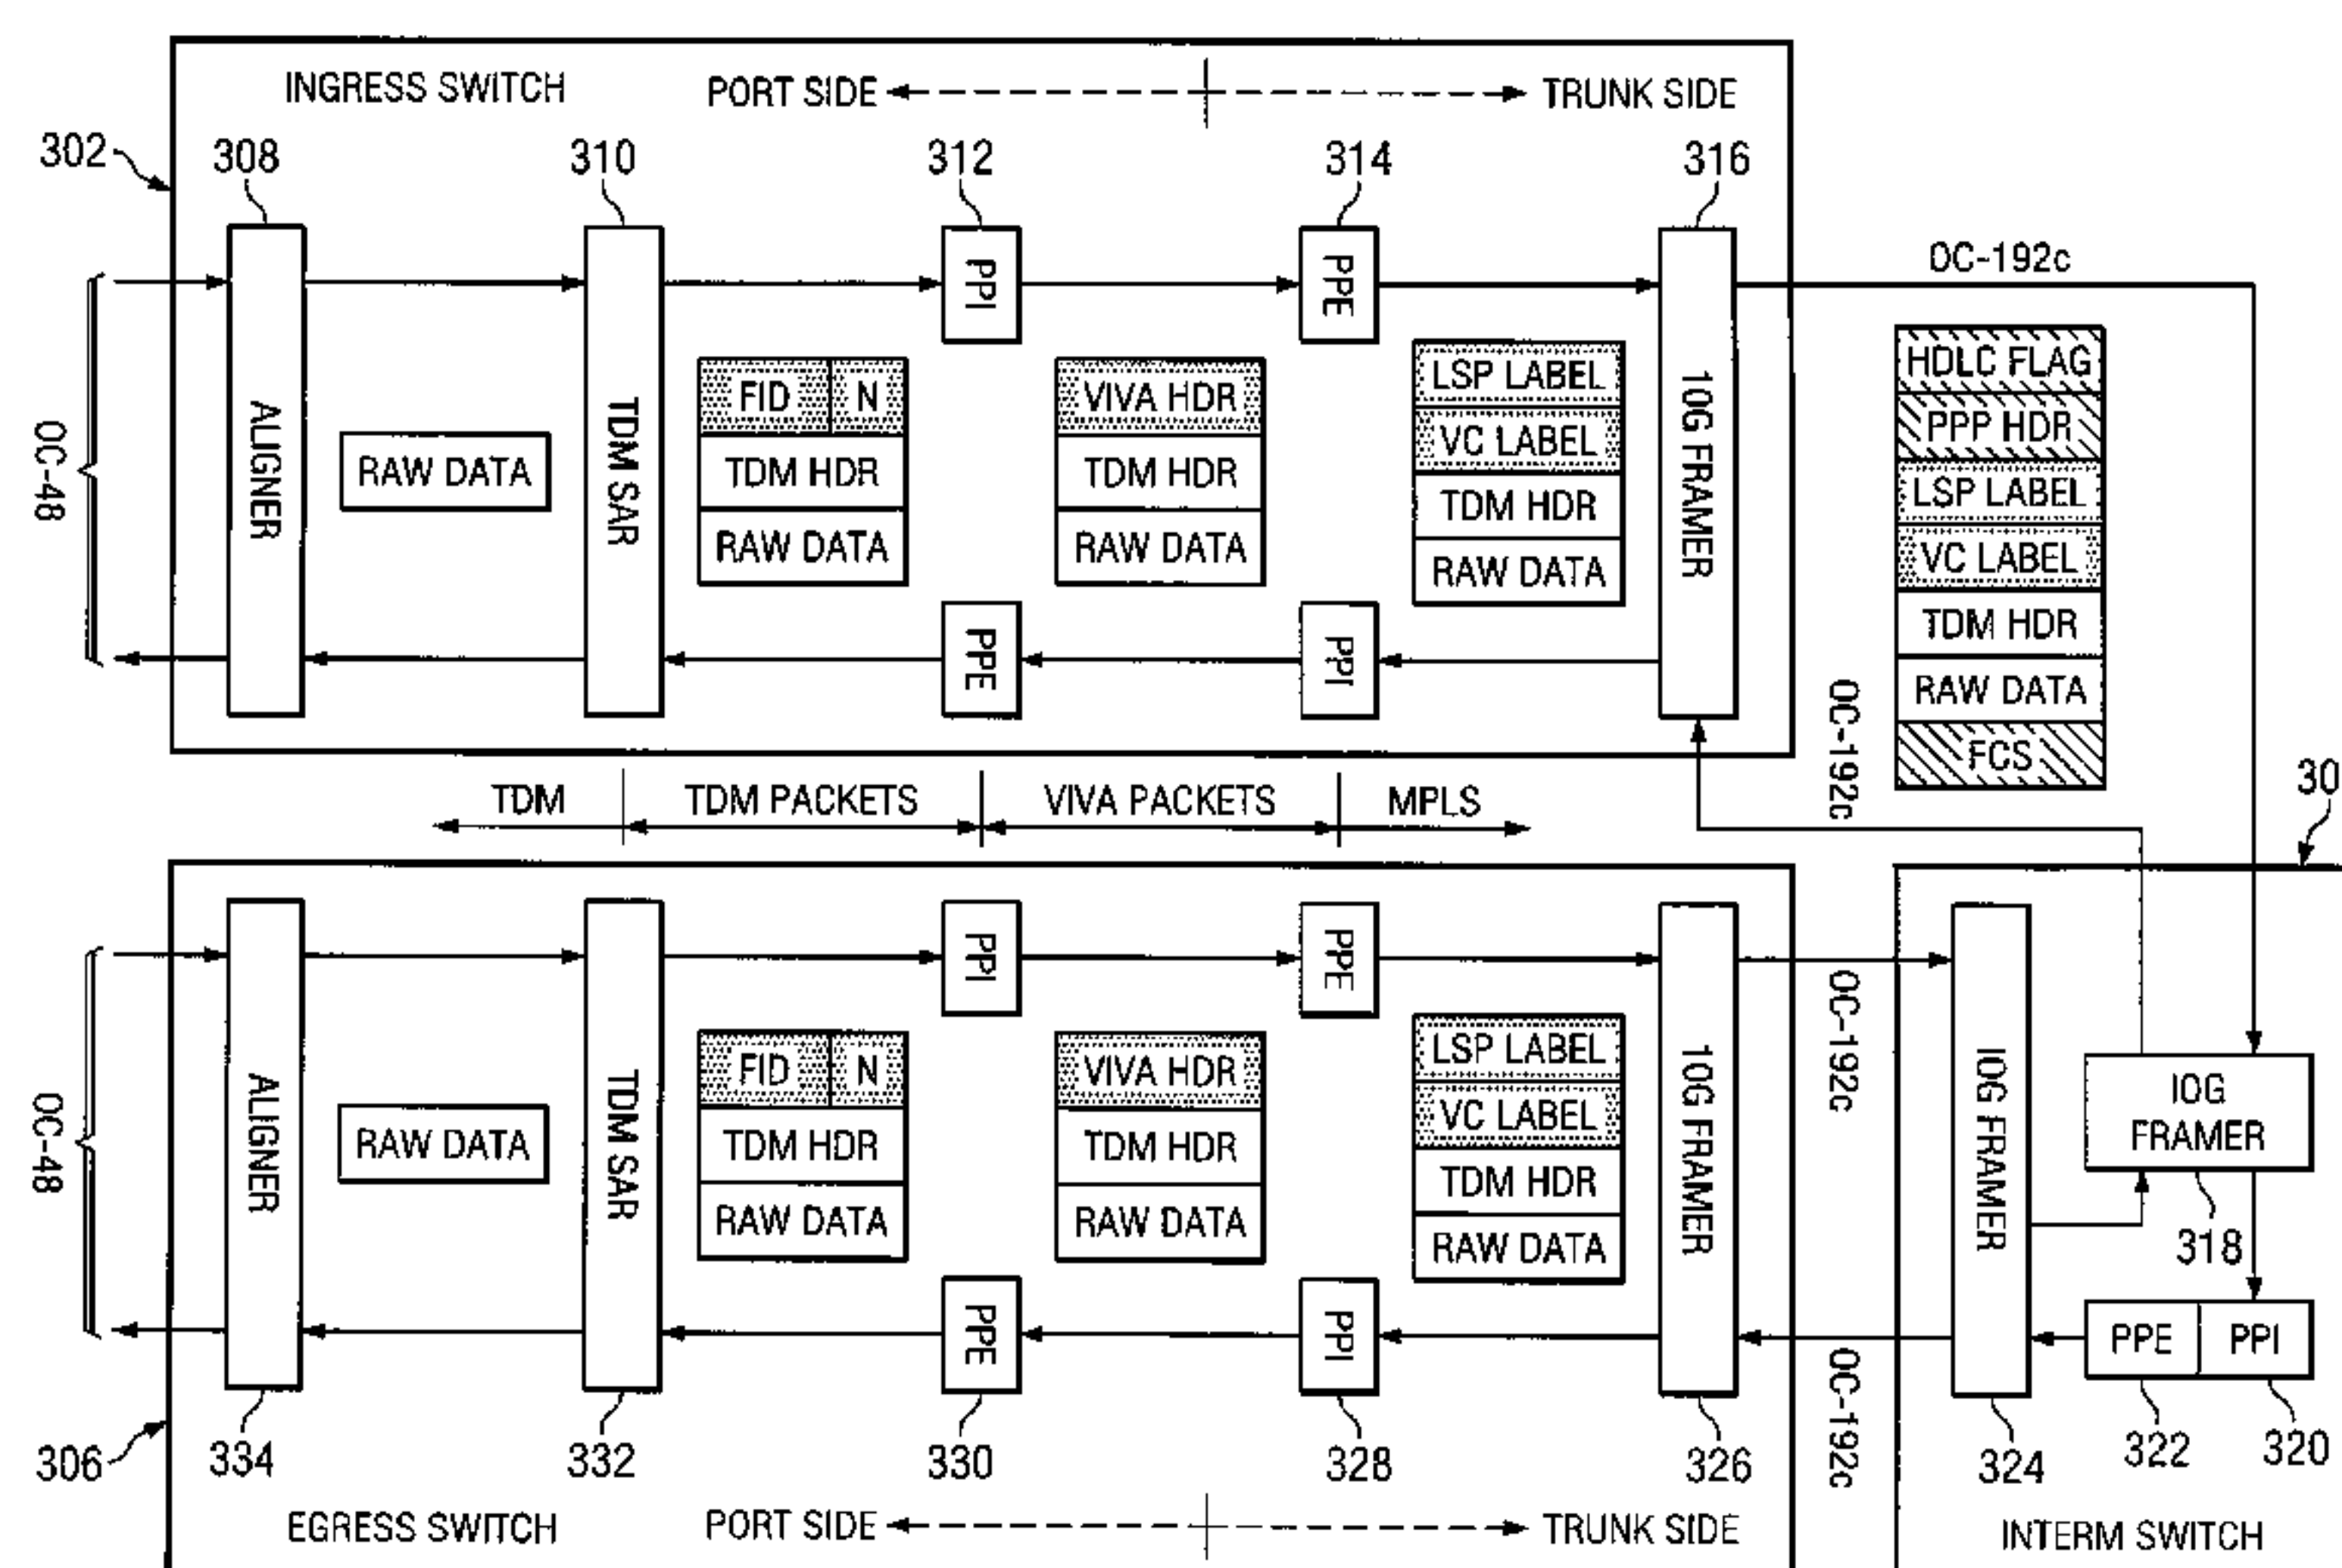 INGRESS SWITCH
PORT SIDE
TRUNK SIDE
302
308
310
312
314
316
OC-192c
PPI
PPE
ALIGNER
TDM SAR
10G FRAMER
OC-48
RAW DATA
FID N
TDM HDR
RAW DATA
VIVA HDR
TDM HDR
RAW DATA
LSP LABEL
VC LABEL
TDM HDR
RAW DATA
HDLC FLAG
PPP HDR
LSP LABEL
VC LABEL
TDM HDR
RAW DATA
FCS
PPE
PPI
OC-192c
TDM
TDM PACKETS
VIVA PACKETS
MPLS
30
PPI
PPE
ALIGNER
TDM SAR
10G FRAMER
OC-192c
IOG FRAMER
OC-48
RAW DATA
FID N
TDM HDR
RAW DATA
VIVA HDR
TDM HDR
RAW DATA
LSP LABEL
VC LABEL
TDM HDR
RAW DATA
IOG
FRAMER
318
PPE
PPI
PPE PPI
OC-192c
306
334
332
330
328
326
324
322
320
EGRESS SWITCH
PORT SIDE
TRUNK SIDE
INTERM SWITCH